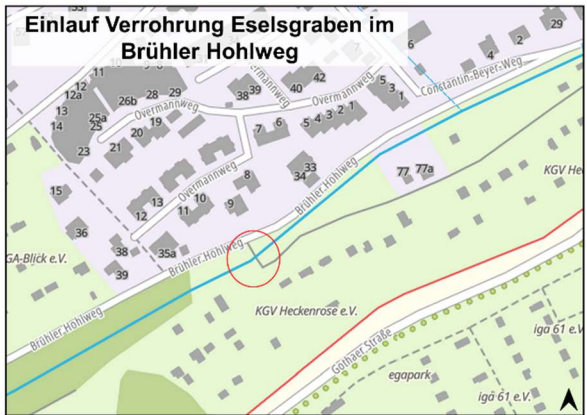 Einlauf Verrohrung Eselsgraben im
Brühler Hohlweg
6
2
29
4
11
12
12a
13
14
25a
25
26b
28
29
23
21
20
19
Overmannweg
38
39
40
42
Overmannweg
Overmannweg
5
3
1
Constantin-Beyer-Weg
7
6
5
4
3
2
1
Brühler Hohlweg
33
34
77
77a
KGV He
15
36
38
39
35a
12
13
11
10
9
8
Overmannweg
GA-Blick e.V.
Brühler Hohlweg
Brühler Hohlweg
KGV Heckenrose e.V.
Gothaer Straße
egapark
iga 61 e.V
iga 61 e.V.